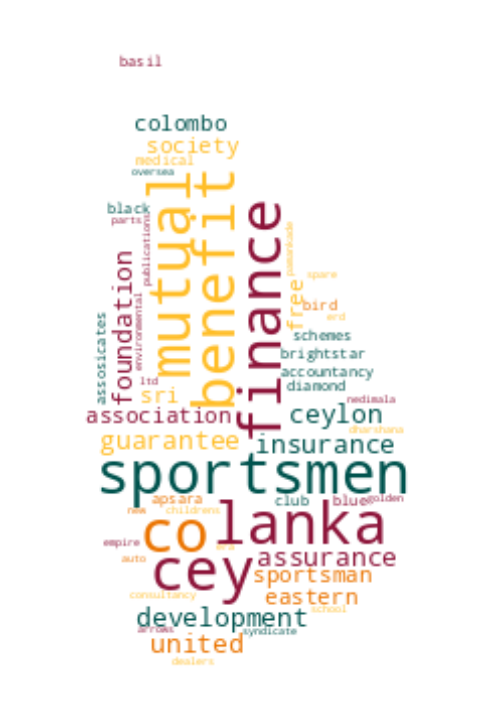 basil
colombo
society
medical
oversea
mutual
benefit
finance
black
parts
publications
pamankade
foundation
environmental
assosicates
spare
free
bird
erd
schemes
brightstar
accountancy
diamond
ltd
sri
nedimala
association
ceylon
dharshana
guarantee
insurance
sportsmen
apsara
club
blue
golden
new
childrens
lanka
co
empire
era
auto
cey
assurance
sportsman
consultancy
eastern
school
development
arrows
syndicate
united
dealers